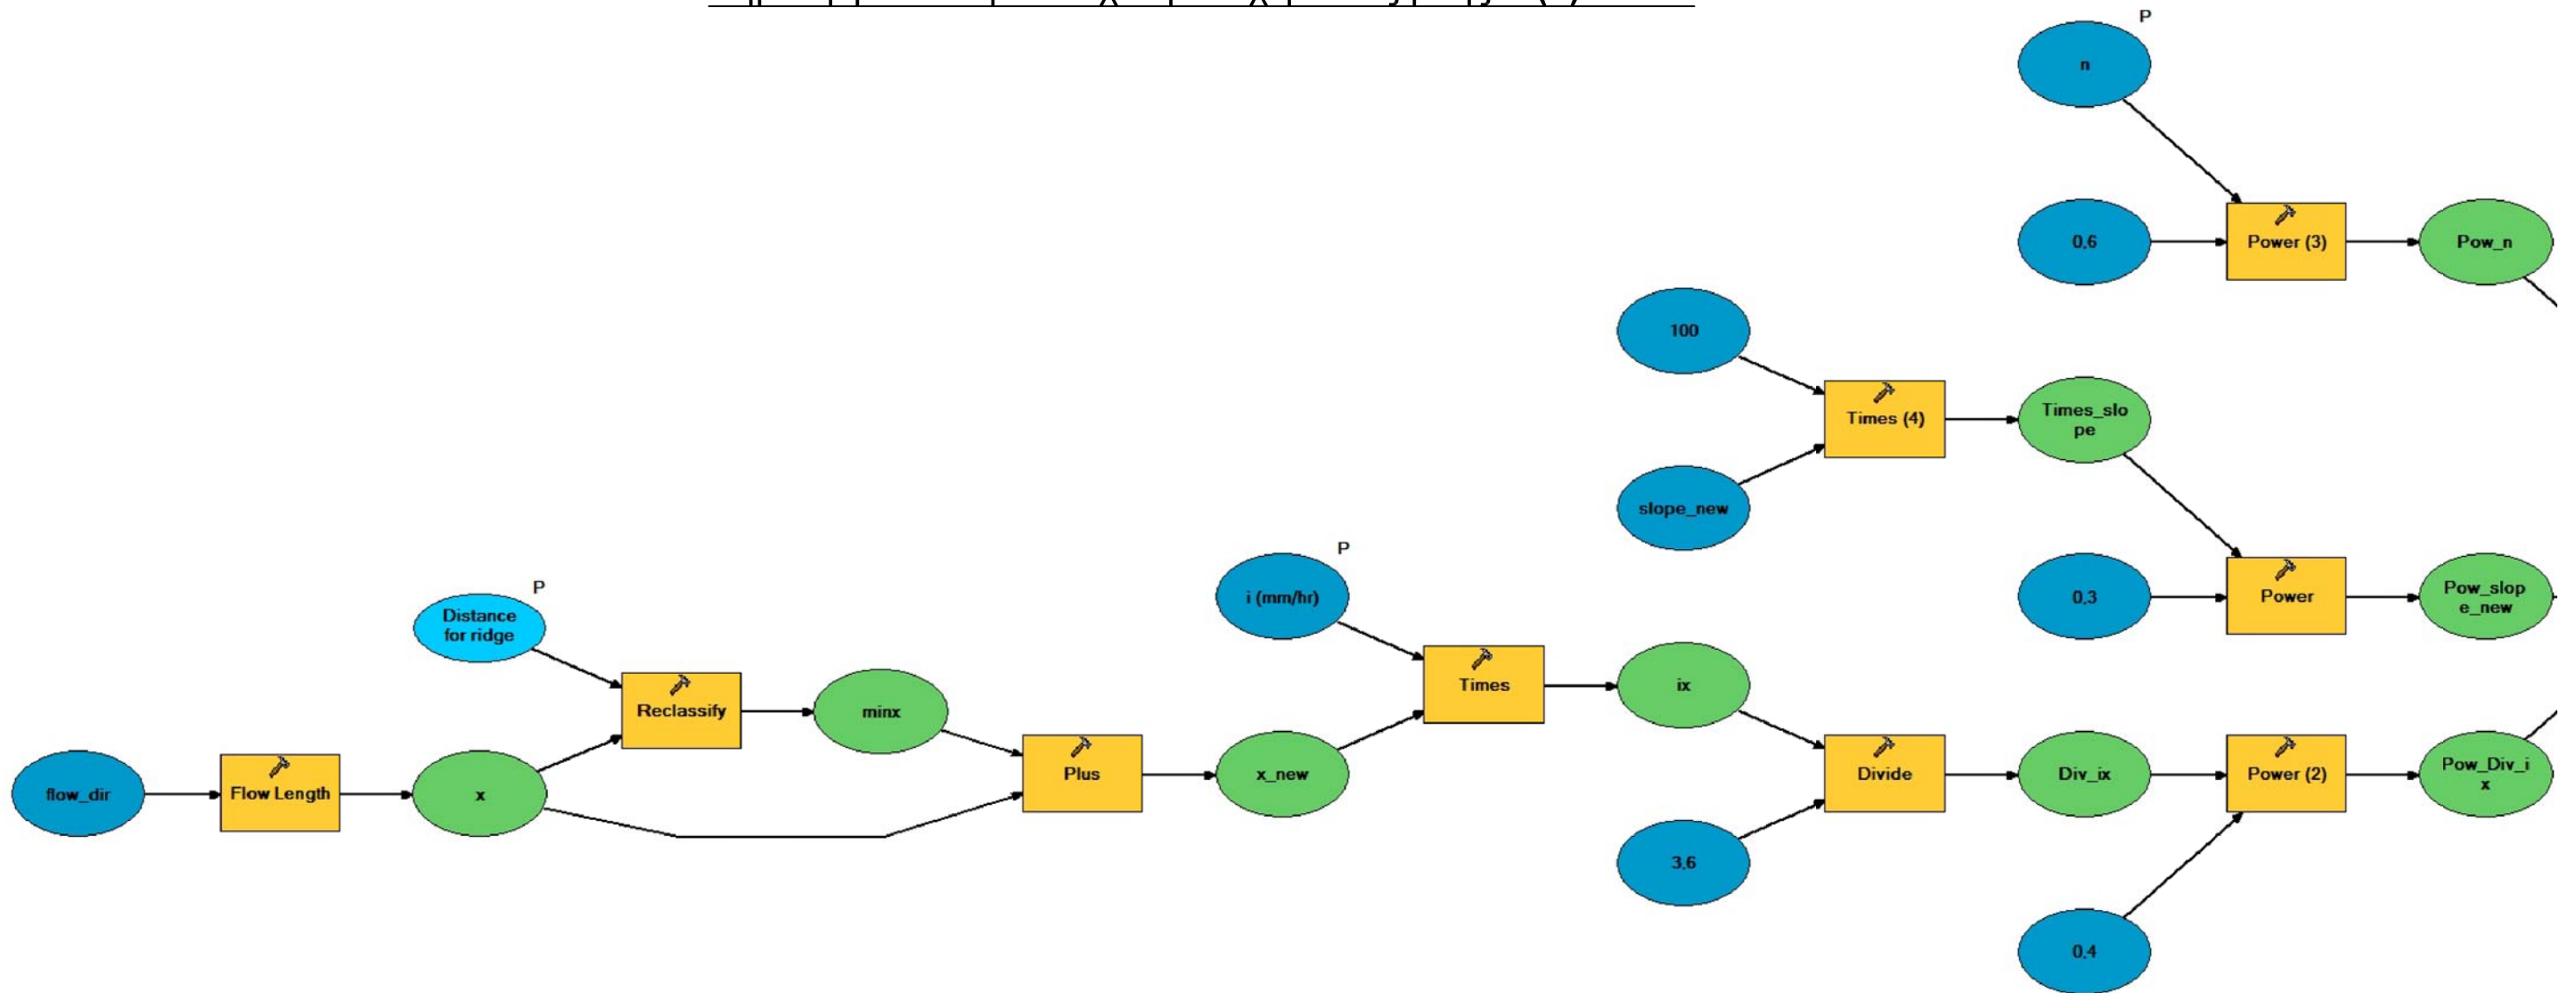 P
n
0,6
Power (3)
Pow_n
100
Times (4)
Times_slo
pe
slope_new
P
i (mm/hr)
0,3
Power
Pow_slop
e_new
P
Distance
for ridge
Reclassify
minx
Times
ix
flow_dir
Flow Length
x
Plus
x_new
Divide
Div_ix
Power (2)
Pow_Div_i
x
3,6
0,4